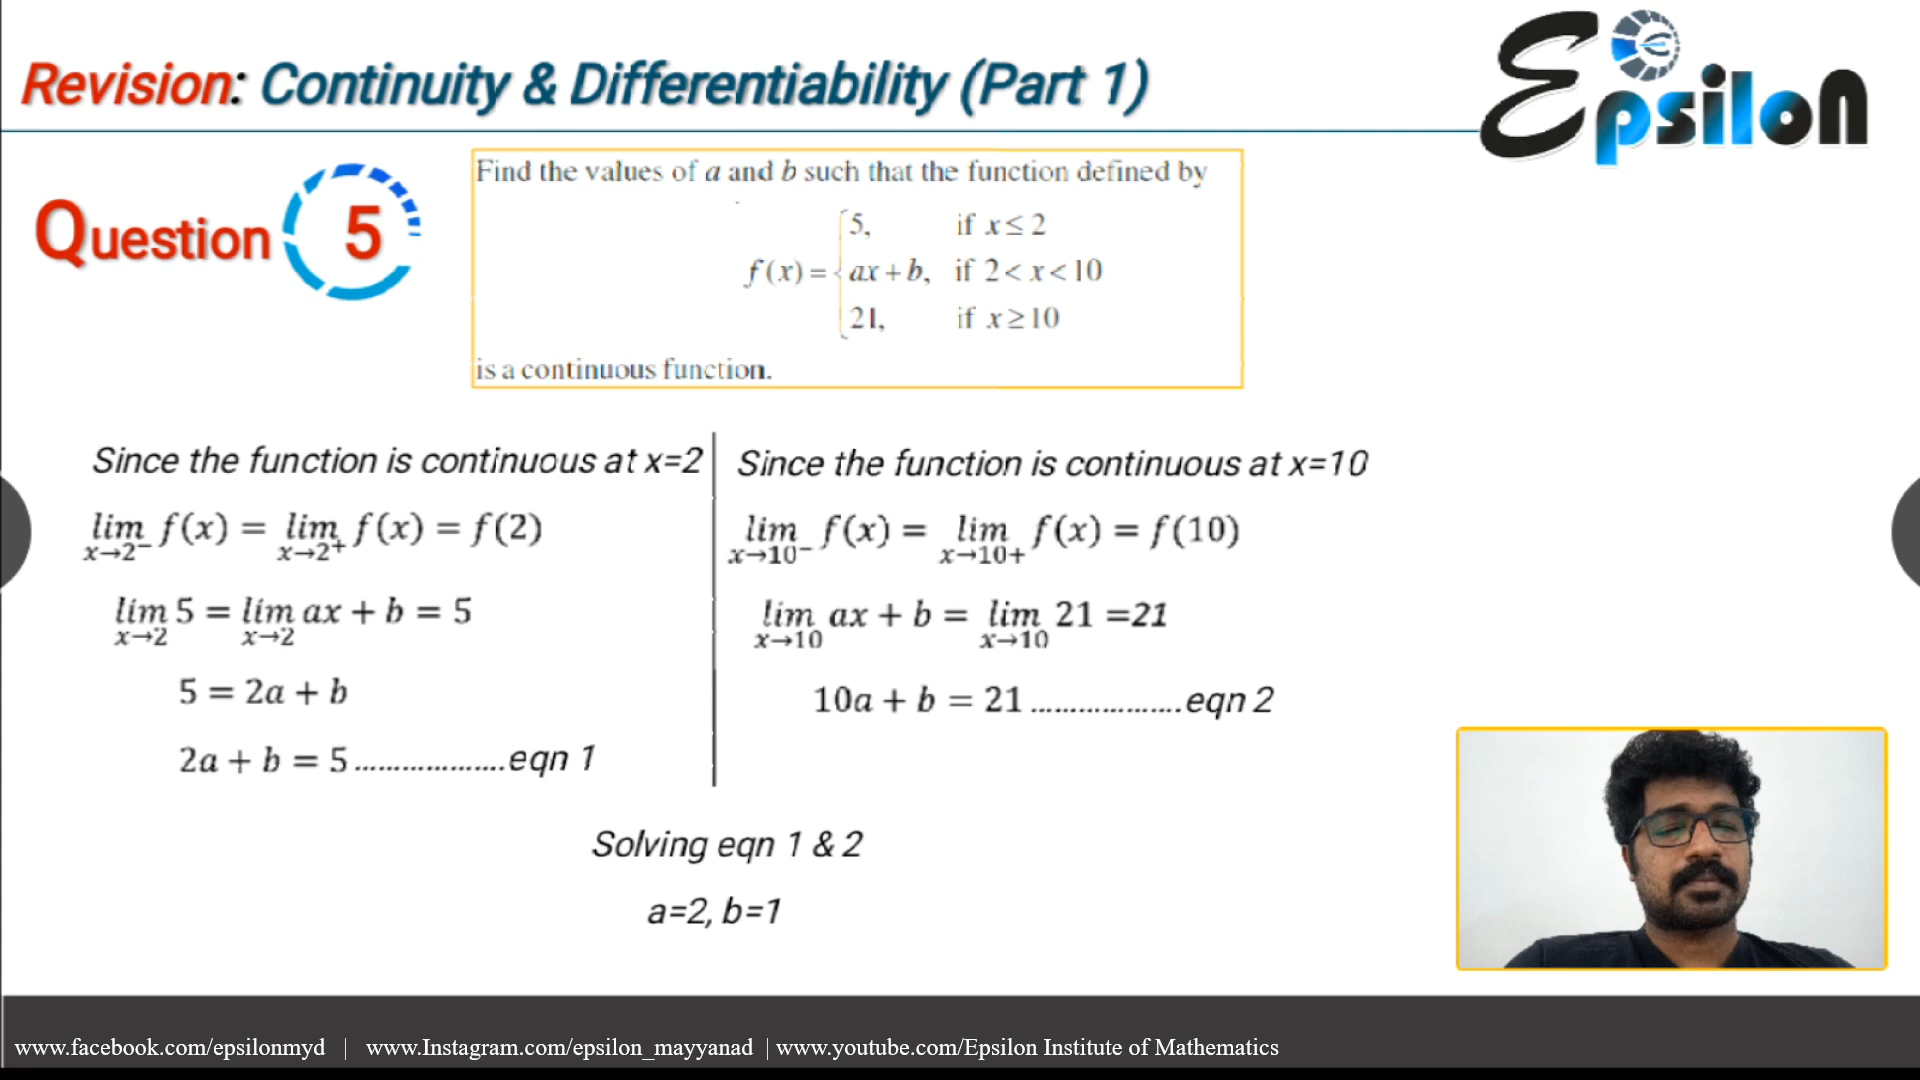 Revision: Continuity & Differentiability (Part 1)
EpsiloN
Question 5
Find the values of a and b such that the function defined by
f(x) = { 5, if x ≤ 2
ax + b, if 2 < x < 10
21, if x ≥ 10
is a continuous function.
Since the function is continuous at x=2
lim x→2⁻ f(x) = lim x→2⁺ f(x) = f(2)
lim x→2 5 = lim x→2 ax + b = 5
5 = 2a + b
2a + b = 5...................eqn 1
Since the function is continuous at x=10
lim x→10⁻ f(x) = lim x→10+ f(x) = f(10)
lim x→10 ax + b = lim x→10 21 =21
10a + b = 21...................eqn 2
Solving eqn 1 & 2
a=2, b=1
www.facebook.com/epsilonmyd | www.Instagram.com/epsilon_mayyanad | www.youtube.com/Epsilon Institute of Mathematics